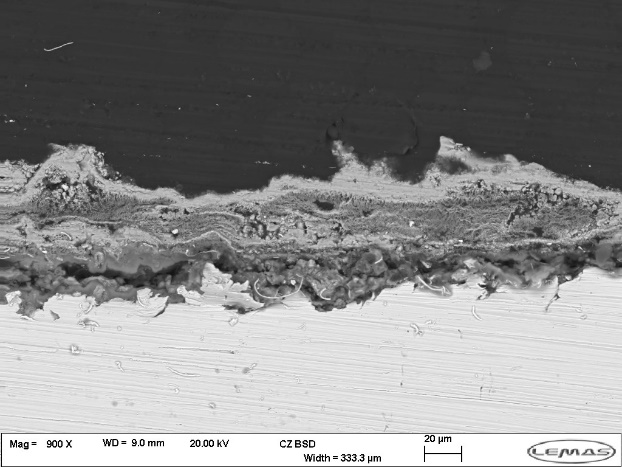 Mag = 900 X WD = 9.0 mm 20.00 kV CZ BSD 20 µm
Width = 333.3 µm
LEMAS